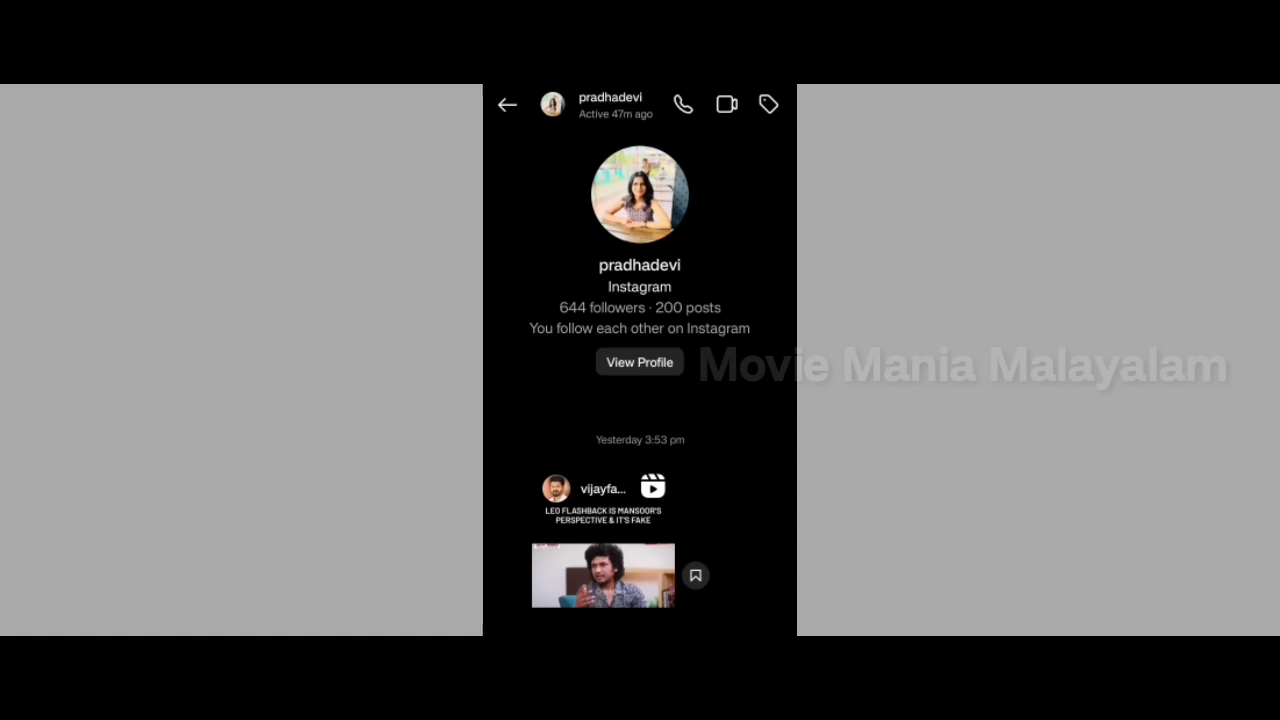 pradhadevi
Active 47m ago
pradhadevi
Instagram
644 followers · 200 posts
You follow each other on Instagram
View Profile
Movie Mania Malayalam
Yesterday 3:53 pm
vijayfa...
LEO FLASHBACK IS MANSOOR'S
PERSPECTIVE & IT'S FAKE